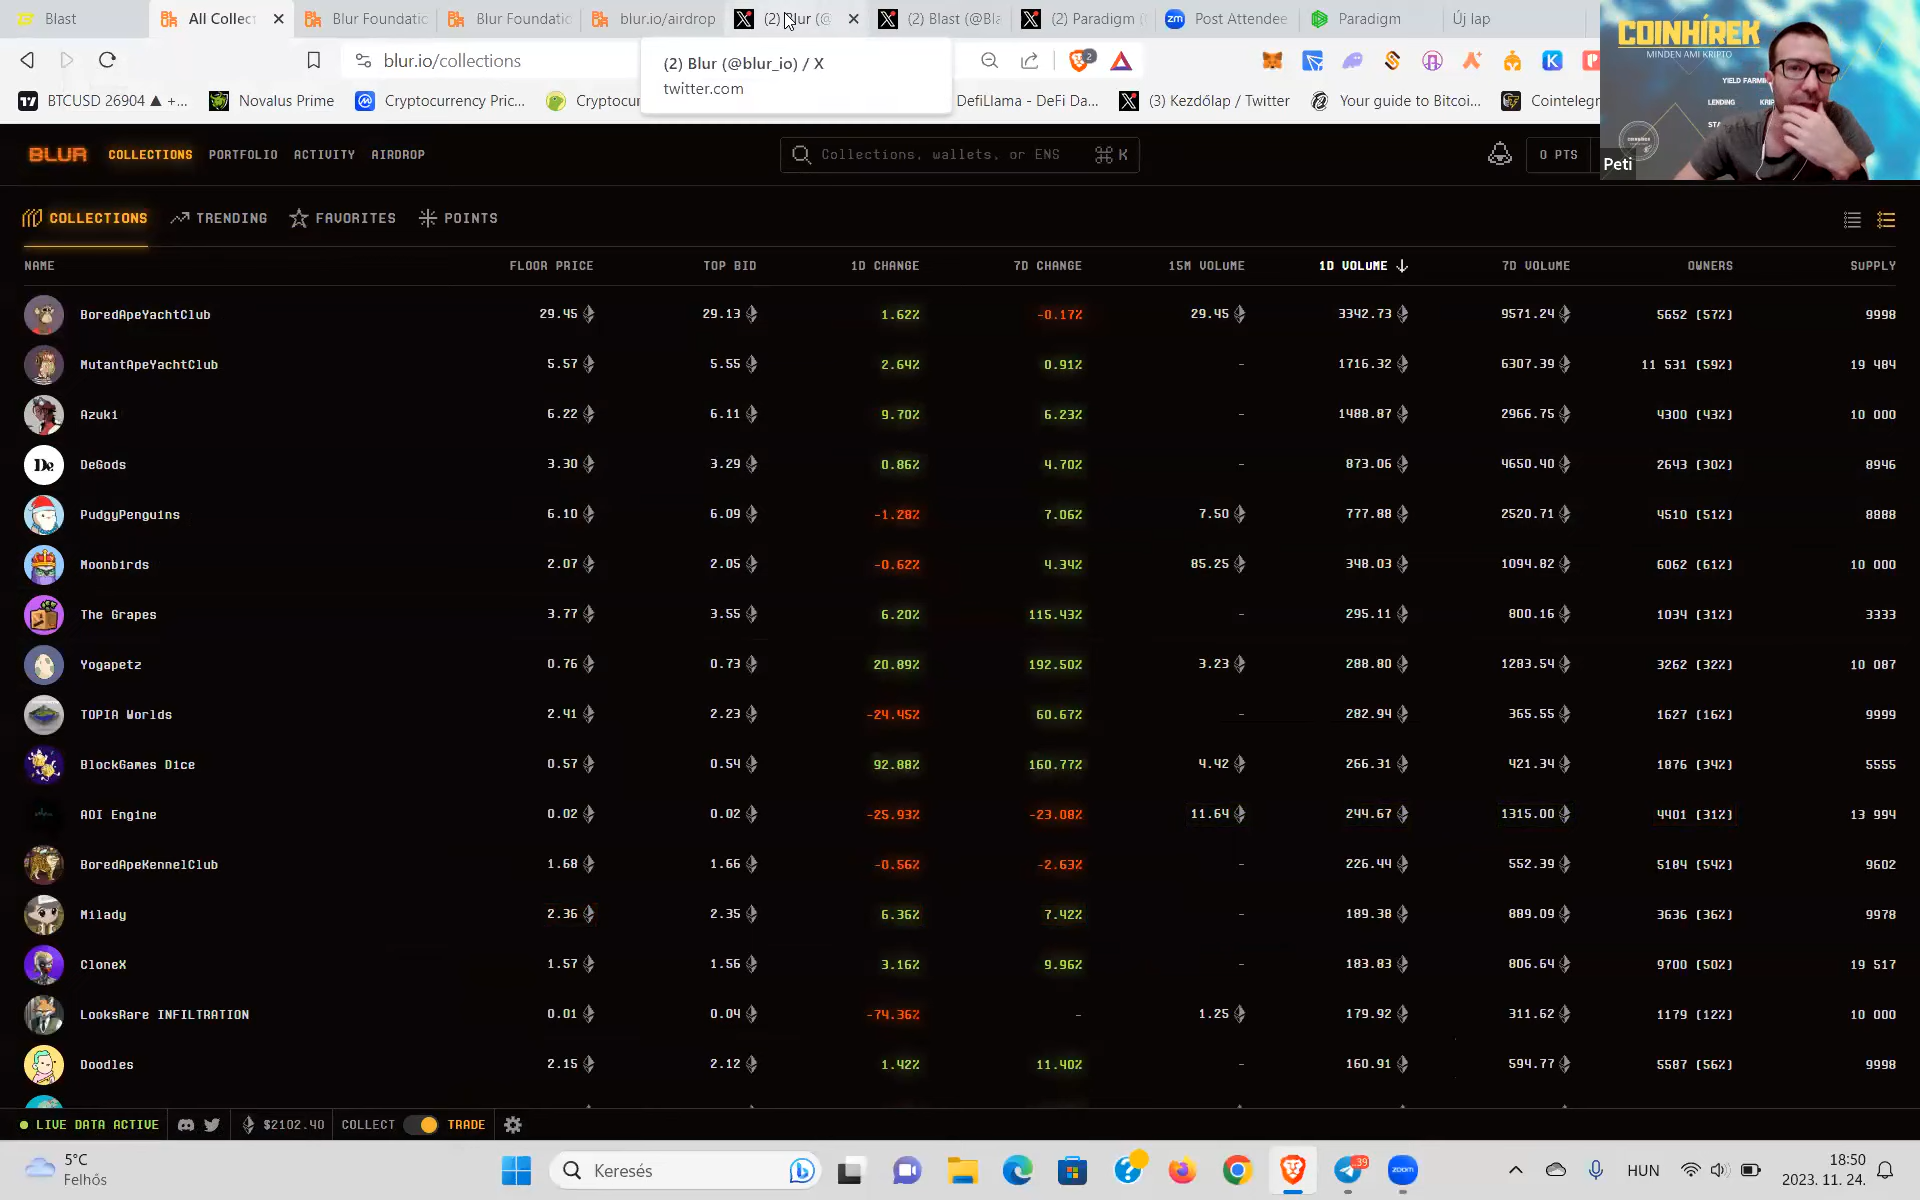 Blast
All Collect
Blur Foundatic
Blur Foundatic
blur.io/airdrop
(2) Blur (@
(2) Blast (@Bla
(2) Paradigm (
zm Post Attendee
Paradigm
Új lap
blur.io/collections
2
(2) Blur (@blur_io) / X
twitter.com
BTCUSD 26904 ▲ +...
Novalus Prime
Cryptocurrency Pric...
Cryptocur
DefiLlama - DeFi Da...
(3) Kezdőlap / Twitter
Your guide to Bitcoi...
Cointelegr
COINHÍREK
MINDEN AMI KRIPTO
YIELD FARMI
LENDING KRIP
STA
Peti
BLUR COLLECTIONS PORTFOLIO ACTIVITY AIRDROP
Collections, wallets, or ENS ⌘ K
0 PTS
COLLECTIONS TRENDING FAVORITES POINTS
NAME FLOOR PRICE TOP BID 1D CHANGE 7D CHANGE 15M VOLUME 1D VOLUME ↓ 7D VOLUME OWNERS SUPPLY
BoredApeYachtClub 29.45 29.13 1.62% -0.17% 29.45 3342.73 9571.24 5652 (57%) 9998
MutantApeYachtClub 5.57 5.55 2.64% 0.91% - 1716.32 6307.39 11 531 (59%) 19 484
Azuki 6.22 6.11 9.70% 6.23% - 1488.87 2966.75 4300 (43%) 10 000
De DeGods 3.30 3.29 0.86% 4.70% - 873.06 4650.40 2643 (30%) 8946
PudgyPenguins 6.10 6.09 -1.28% 7.06% 7.50 777.88 2520.71 4510 (51%) 8888
Moonbirds 2.07 2.05 -0.62% 4.34% 85.25 348.03 1094.82 6062 (61%) 10 000
The Grapes 3.77 3.55 6.20% 115.43% - 295.11 800.16 1034 (31%) 3333
Yogapetz 0.76 0.73 20.89% 192.50% 3.23 288.80 1283.54 3262 (32%) 10 087
TOPIA Worlds 2.41 2.23 -24.45% 60.67% - 282.94 365.55 1627 (16%) 9999
BlockGames Dice 0.57 0.54 92.88% 160.77% 4.42 266.31 421.34 1876 (34%) 5555
AOI Engine 0.02 0.02 -25.93% -23.08% 11.64 244.67 1315.00 4401 (31%) 13 994
BoredApeKennelClub 1.68 1.66 -0.56% -2.63% - 226.44 552.39 5184 (54%) 9602
Milady 2.36 2.35 6.36% 7.42% - 189.38 889.09 3636 (36%) 9978
CloneX 1.57 1.56 3.16% 9.96% - 183.83 806.64 9700 (50%) 19 517
LooksRare INFILTRATION 0.01 0.04 -74.36% - 1.25 179.92 311.62 1179 (12%) 10 000
Doodles 2.15 2.12 1.42% 11.40% - 160.91 594.77 5587 (56%) 9998
LIVE DATA ACTIVE $2102.40 COLLECT TRADE
5°C
Felhős
Keresés
39
zoom
HUN
18:50
2023. 11. 24.